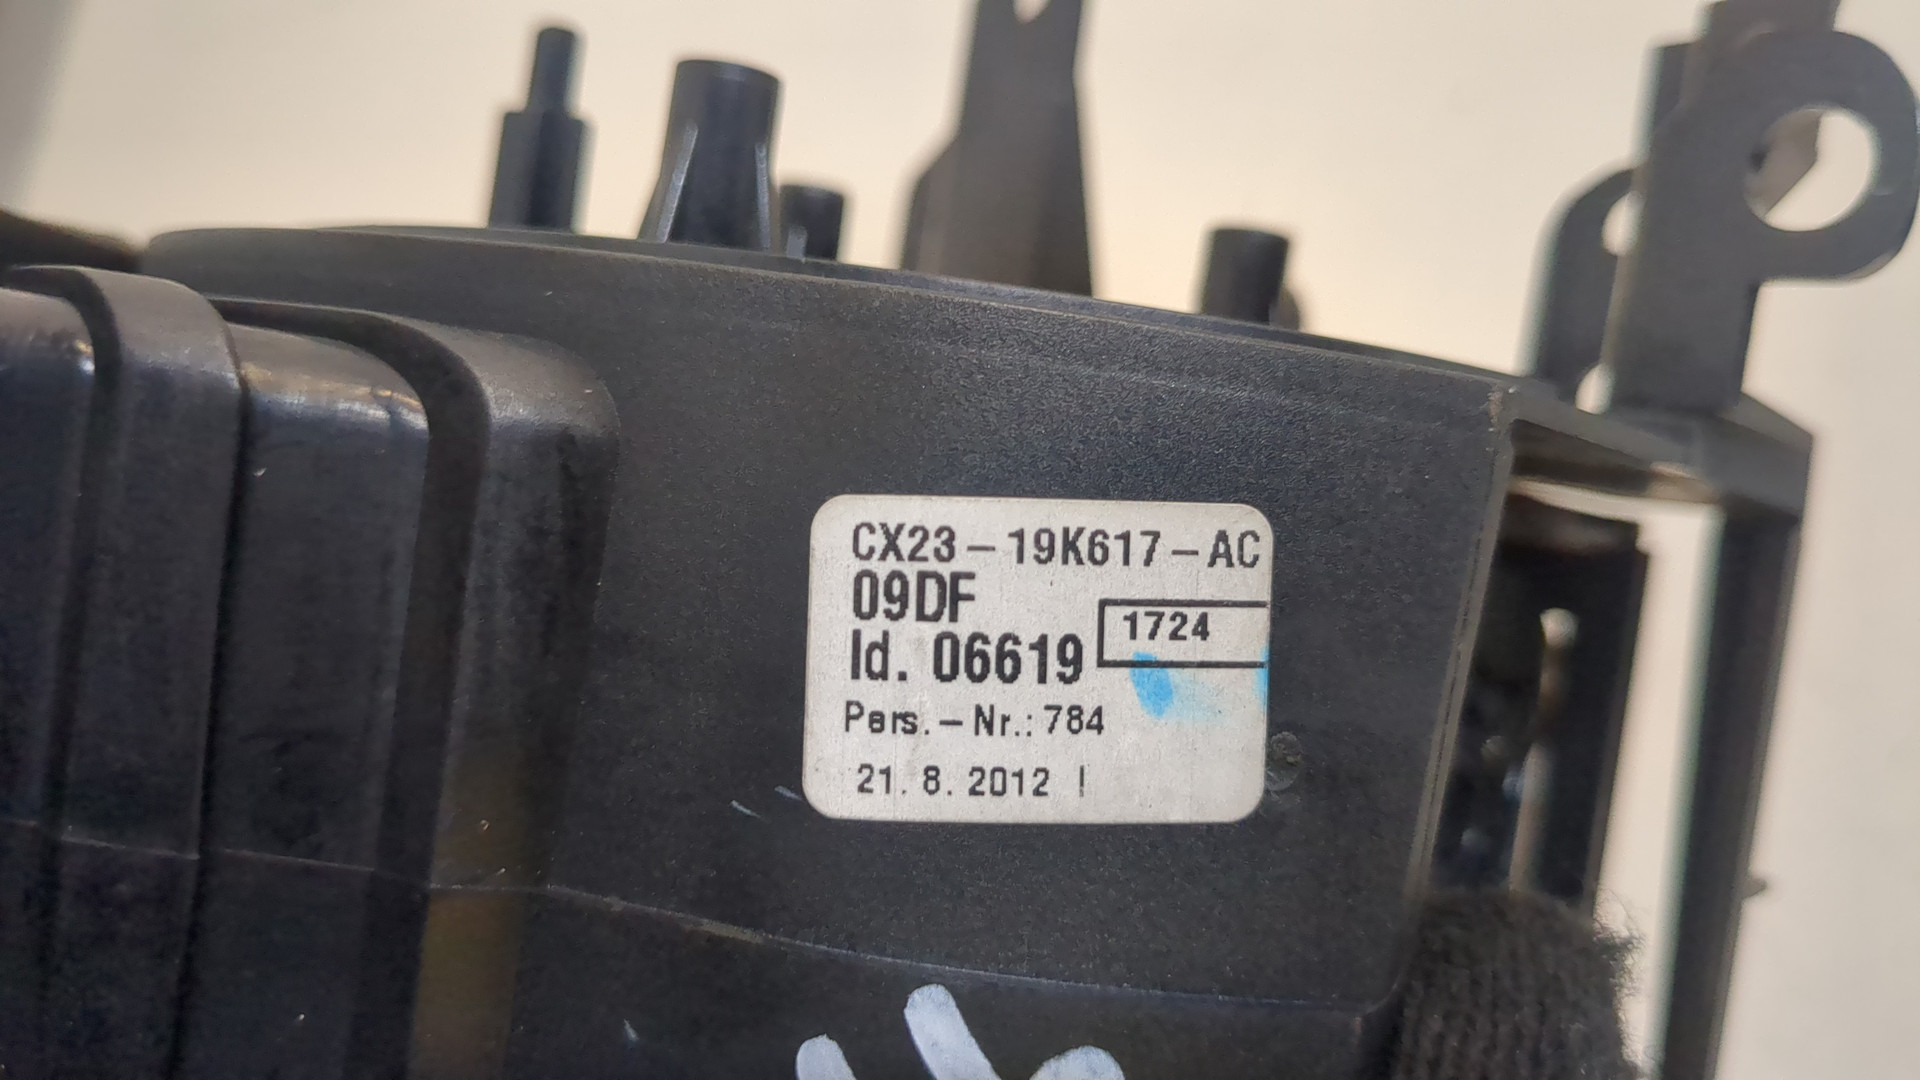 CX23-19K617-AC
09DF
1724
Id. 06619
Pers.-Nr.: 784
21. 8. 2012 |